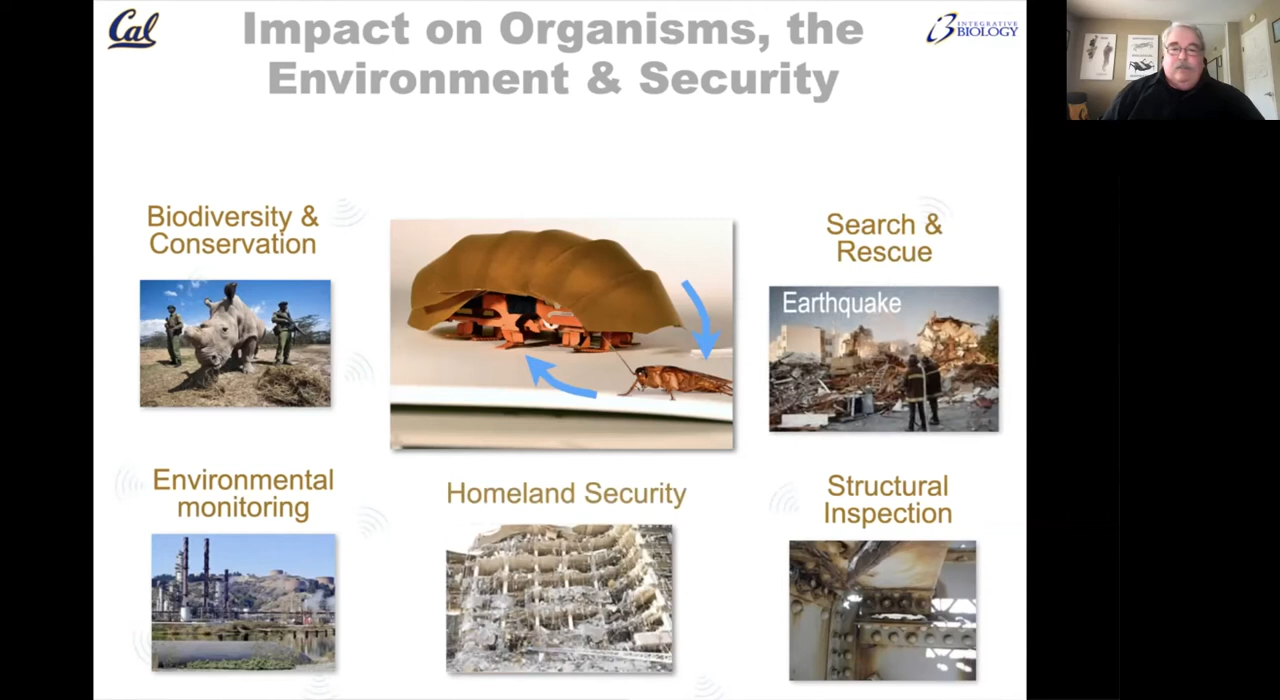 Cal
Impact on Organisms, the
Environment & Security
INTEGRATIVE
BIOLOGY
Biodiversity &
Conservation
Search &
Rescue
Earthquake
Environmental
monitoring
Homeland Security
Structural
Inspection